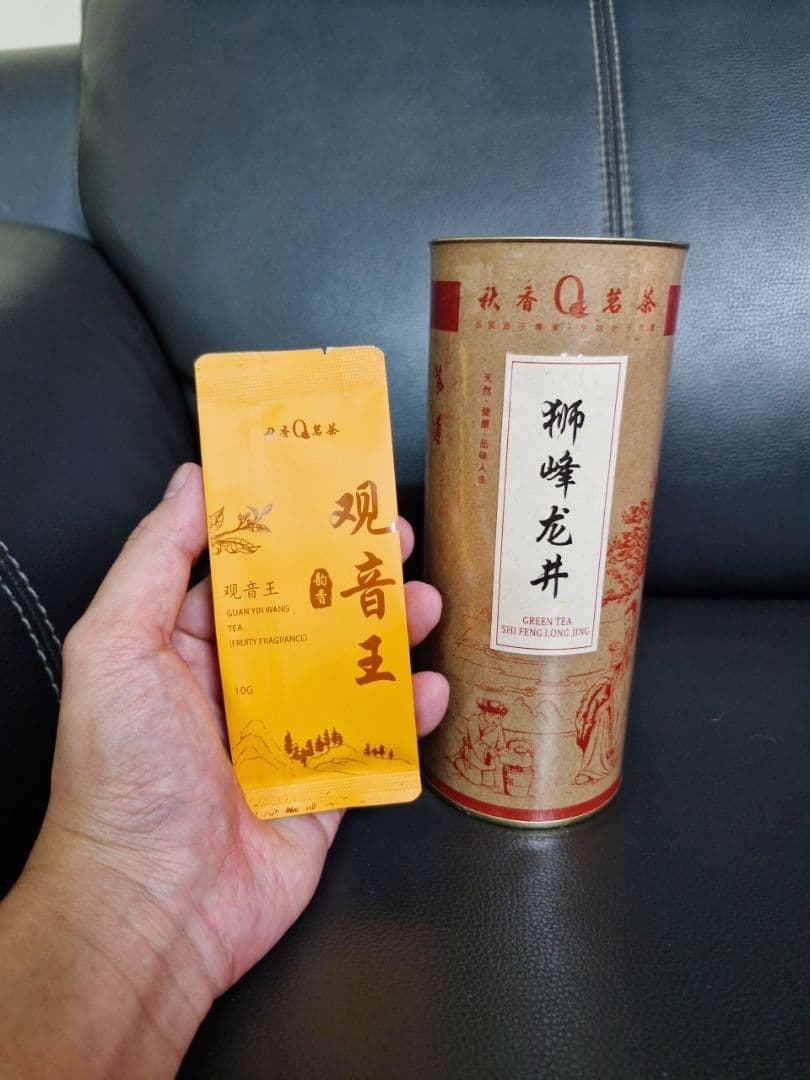 秋香Q茗茶
观音王
韵香
观音王
GUAN YIN WANG
TEA
(FRUITY FRAGRANCE)
10G
秋香Q茗茶
茶道
天然·健康·品味人生
狮峰龙井
GREEN TEA
SHI FENG LONG JING